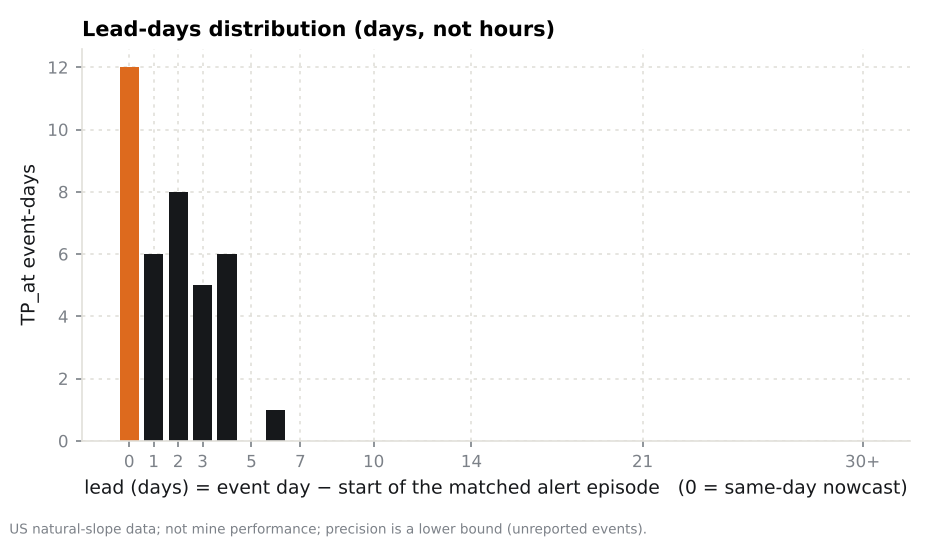 Lead-days distribution (days, not hours)
12
10
8
6
4
2
0
TP_at event-days
0 1 2 3 5 7 10 14 21 30+
lead (days) = event day − start of the matched alert episode (0 = same-day nowcast)
US natural-slope data; not mine performance; precision is a lower bound (unreported events).